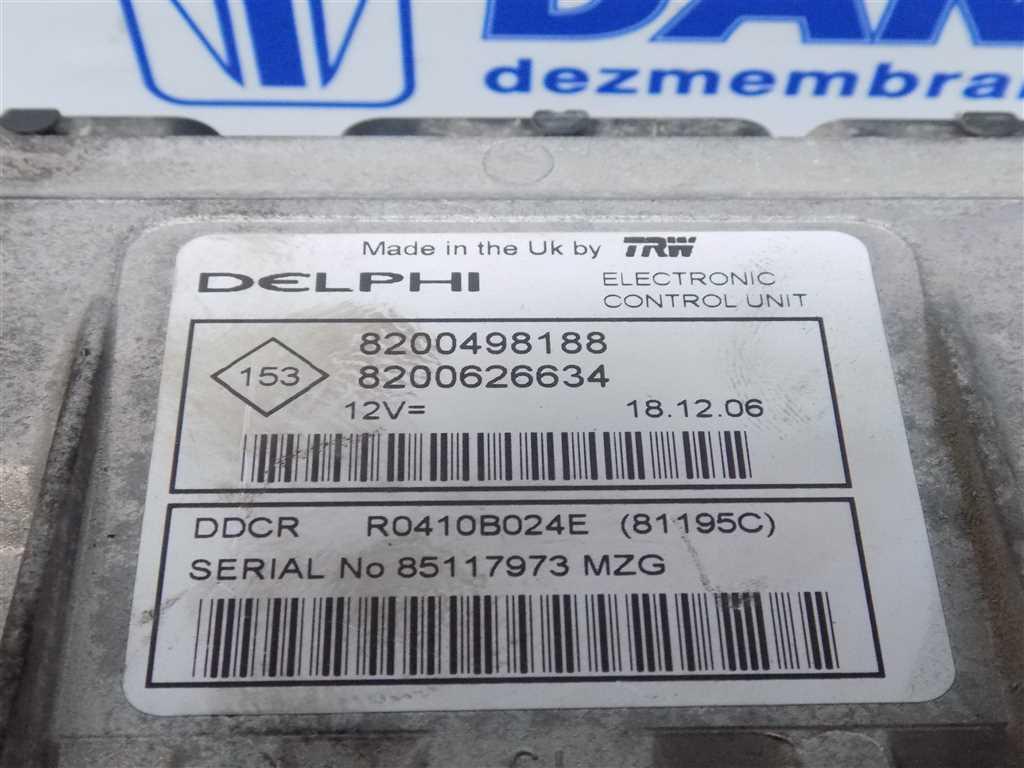 dezmembrar
Made in the Uk by TRW
DELPHI ELECTRONIC
CONTROL UNIT
8200498188
153 8200626634
12V= 18.12.06
DDCR R0410B024E (81195C)
SERIAL No 85117973 MZG